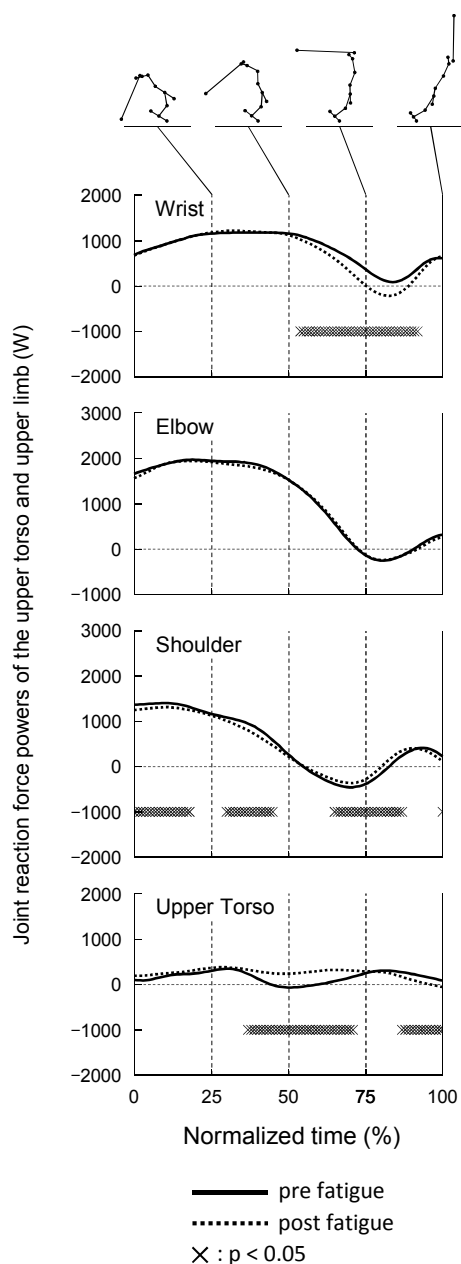 Joint reaction force powers of the upper torso and upper limb (W)
Wrist
2000
1000
0
−1000
−2000
Elbow
3000
2000
1000
0
−1000
Shoulder
3000
2000
1000
0
−1000
−2000
Upper Torso
2000
1000
0
−1000
−2000
0 25 50 75 100
Normalized time (%)
pre fatigue
post fatigue
× : p < 0.05